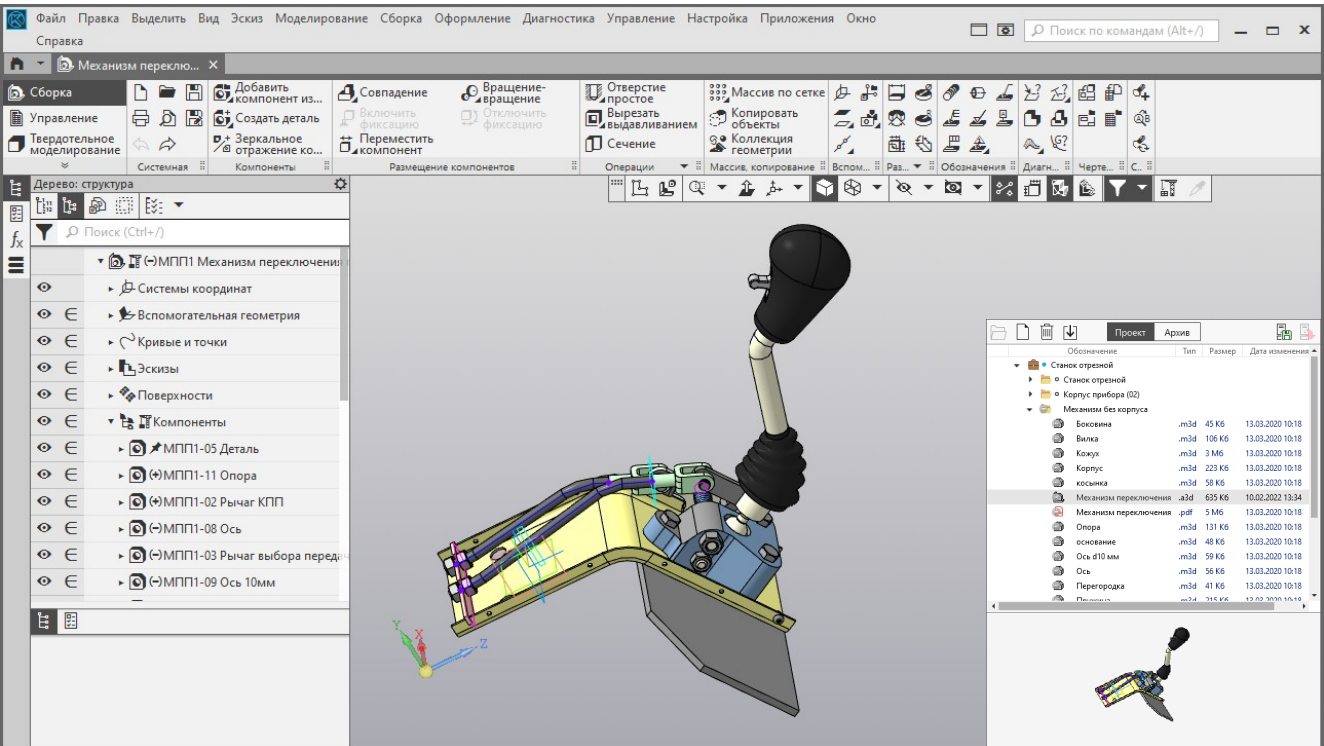 Файл Правка Выделить Вид Эскиз Моделирование Сборка Оформление Диагностика Управление Настройка Приложения Окно
Справка
Поиск по командам (Alt+/)
Механизм переклю...
Сборка
Управление
Твердотельное
моделирование
Системная
Добавить
компонент из...
Создать деталь
Зеркальное
отражение ко...
Компоненты
Совпадение
Включить
фиксацию
Переместить
компонент
Вращение-
вращение
Отключить
фиксацию
Размещение компонентов
Отверстие
простое
Вырезать
выдавливанием
Сечение
Операции
Массив по сетке
Копировать
объекты
Коллекция
геометрии
Массив, копирование
Вспом...
Раз...
Обозначения
Диагн...
Черте...
С...
Дерево: структура
Поиск (Ctrl+/)
(-)МПП1 Механизм переключения
Системы координат
Вспомогательная геометрия
Кривые и точки
Эскизы
Поверхности
Компоненты
МПП1-05 Деталь
(+)МПП1-11 Опора
(-)МПП1-02 Рычаг КПП
(-)МПП1-08 Ось
(-)МПП1-03 Рычаг выбора переда
(-)МПП1-09 Ось 10мм
Y X Z
Проект Архив
Обозначение Тип Размер Дата изменения
Станок отрезной
Станок отрезной
Корпус прибора (02)
Механизм без корпуса
Боковина .m3d 45 Кб 13.03.2020 10:18
Вилка .m3d 106 Кб 13.03.2020 10:18
Кожух .m3d 3 Мб 13.03.2020 10:18
Корпус .m3d 223 Кб 13.03.2020 10:18
косынка .m3d 58 Кб 13.03.2020 10:18
Механизм переключения .a3d 635 Кб 10.02.2022 13:34
Механизм переключения .pdf 5 Мб 13.03.2020 10:18
Опора .m3d 131 Кб 13.03.2020 10:18
основание .m3d 48 Кб 13.03.2020 10:18
Ось d10 мм .m3d 59 Кб 13.03.2020 10:18
Ось .m3d 56 Кб 13.03.2020 10:18
Перегородка .m3d 41 Кб 13.03.2020 10:18
Пружина .m3d 215 Кб 13.03.2020 10:18